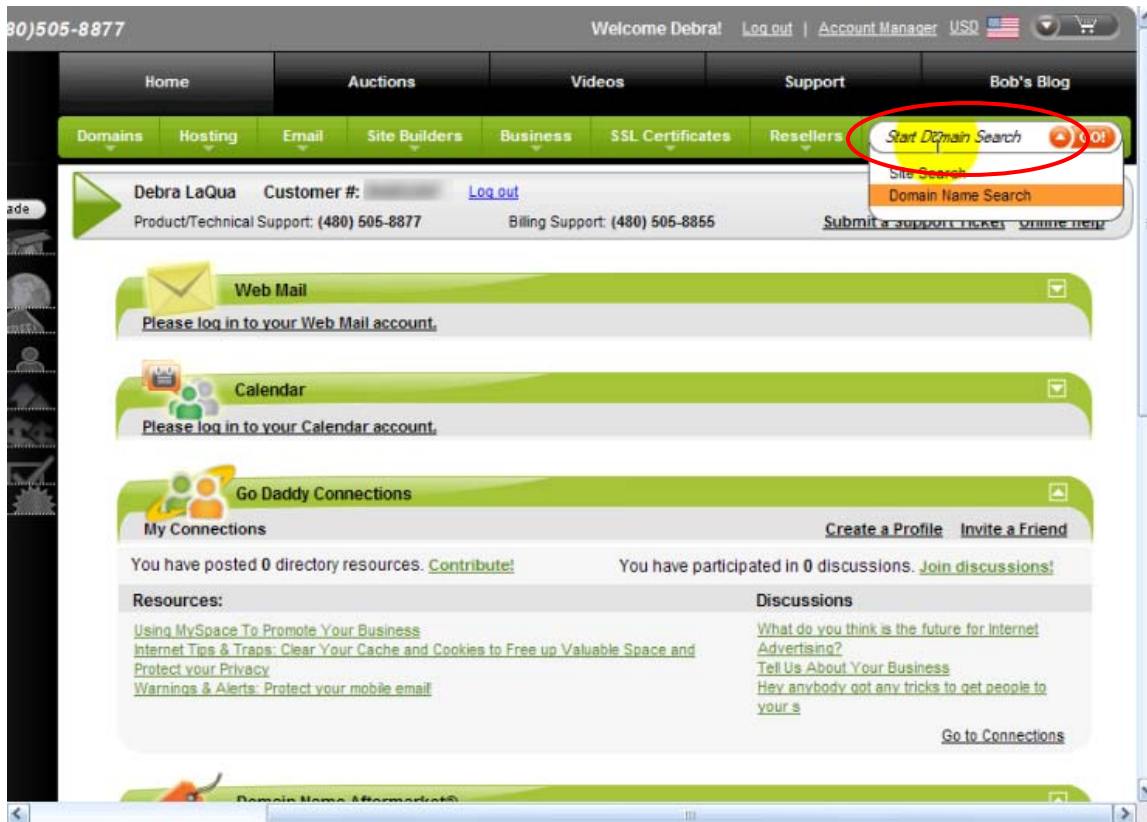 80)505-8877 Welcome Debra! Log out | Account Manager USD
Home Auctions Videos Support Bob's Blog
Domains Hosting Email Site Builders Business SSL Certificates Resellers Start Domain Search GO!
Site Search
Domain Name Search
ade
Debra LaQua Customer #: Log out
Product/Technical Support: (480) 505-8877 Billing Support: (480) 505-8855 Submit a Support Ticket Online help
Web Mail
Please log in to your Web Mail account.
Calendar
Please log in to your Calendar account.
Go Daddy Connections
My Connections Create a Profile Invite a Friend
You have posted 0 directory resources. Contribute! You have participated in 0 discussions. Join discussions!
Resources: Discussions
Using MySpace To Promote Your Business
Internet Tips & Traps: Clear Your Cache and Cookies to Free up Valuable Space and
Protect your Privacy
Warnings & Alerts: Protect your mobile email!
What do you think is the future for Internet
Advertising?
Tell Us About Your Business
Hey anybody got any tricks to get people to
your s
Go to Connections
Domain Name Aftermarket®